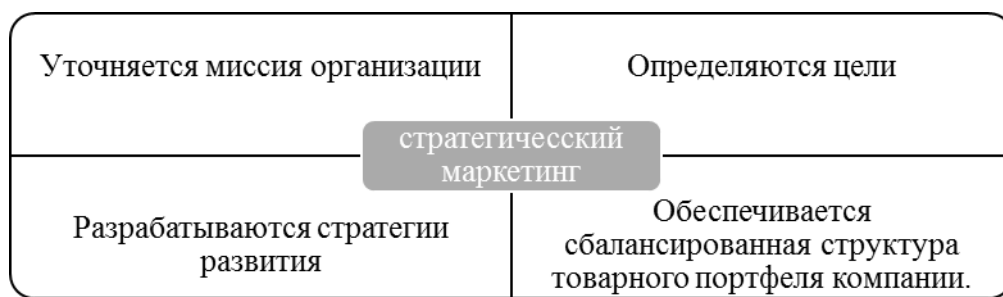 Уточняется миссия организации
Определяются цели
стратегичесский
маркетинг
Разрабатываются стратегии
развития
Обеспечивается
сбалансированная структура
товарного портфеля компании.